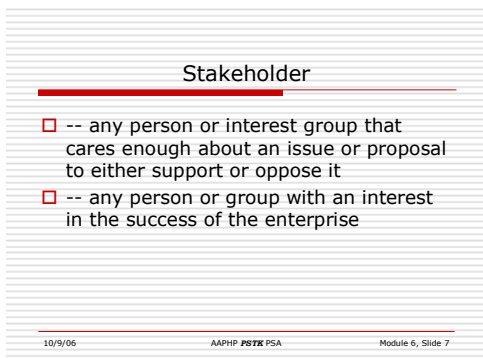 Stakeholder
-- any person or interest group that
cares enough about an issue or proposal
to either support or oppose it
-- any person or group with an interest
in the success of the enterprise
10/9/06 AAPHP PSTK PSA Module 6, Slide 7